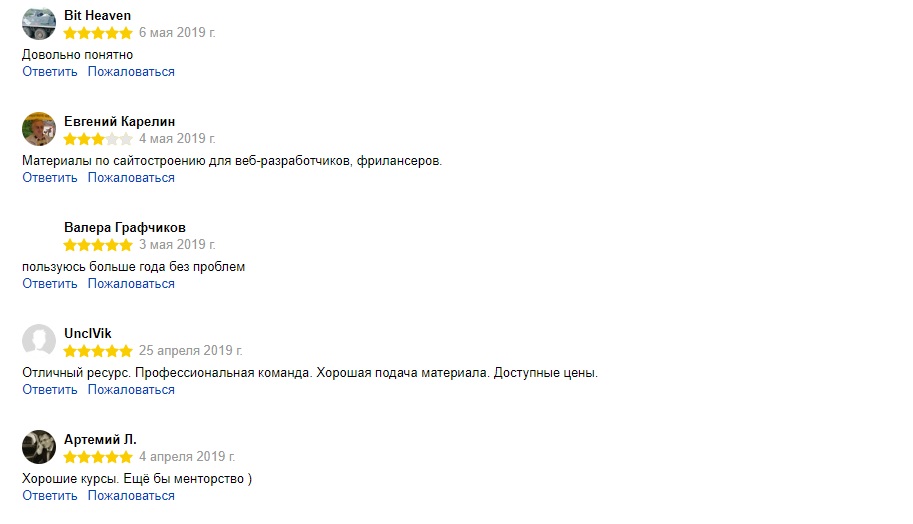 Bit Heaven
6 мая 2019 г.
Довольно понятно
Ответить Пожаловаться
Евгений Карелин
4 мая 2019 г.
Материалы по сайтостроению для веб-разработчиков, фрилансеров.
Ответить Пожаловаться
Валера Графчиков
3 мая 2019 г.
пользуюсь больше года без проблем
Ответить Пожаловаться
UnclVik
25 апреля 2019 г.
Отличный ресурс. Профессиональная команда. Хорошая подача материала. Доступные цены.
Ответить Пожаловаться
Артемий Л.
4 апреля 2019 г.
Хорошие курсы. Ещё бы менторство )
Ответить Пожаловаться